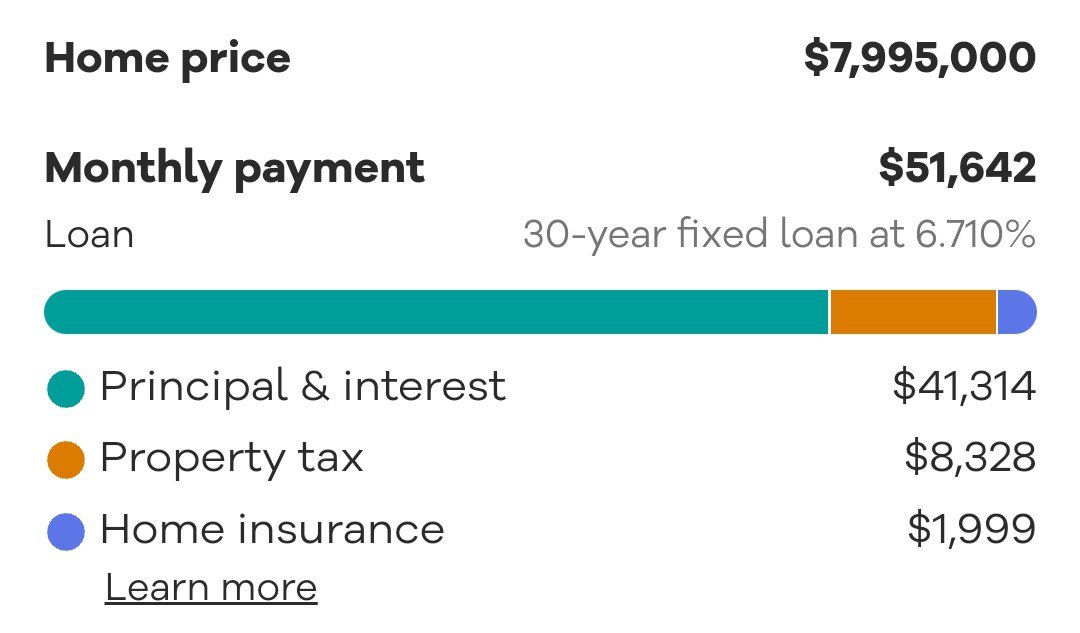 Home price $7,995,000
Monthly payment $51,642
Loan 30-year fixed loan at 6.710%
Principal & interest $41,314
Property tax $8,328
Home insurance $1,999
Learn more